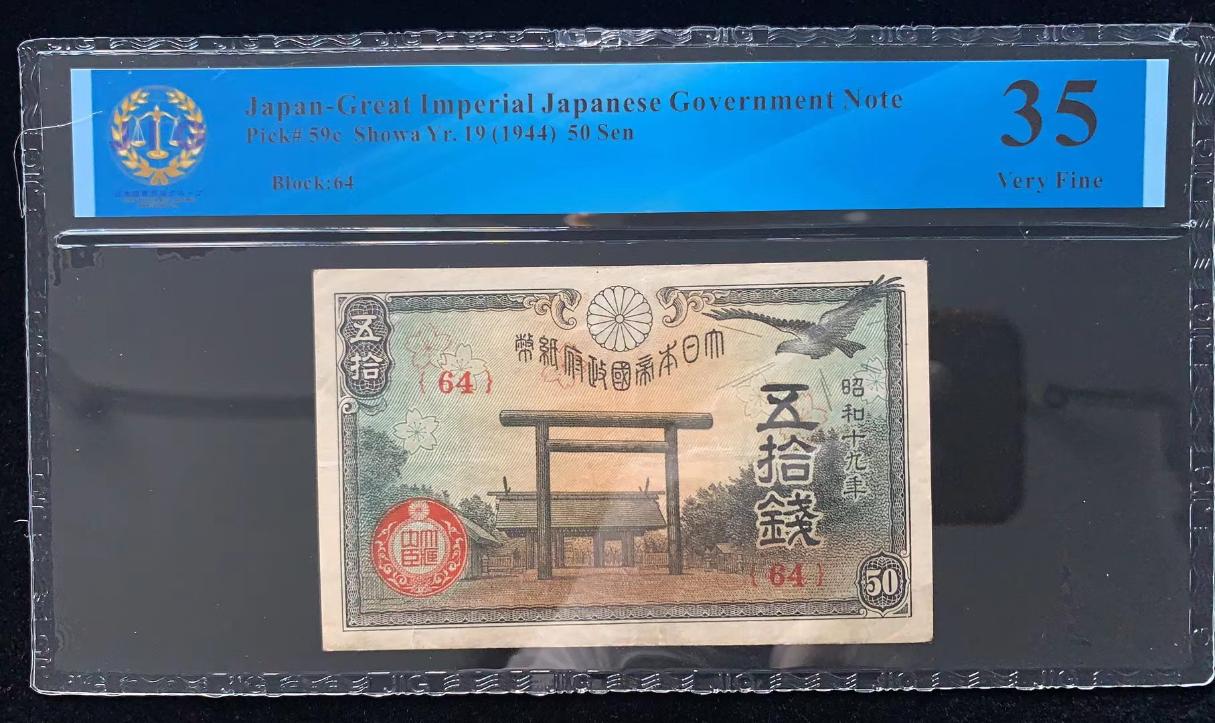 Japan-Great Imperial Japanese Government Note
Pick# 59c Showa Yr. 19 (1944) 50 Sen
Block:64
35
Very Fine
大日本帝國政府紙幣
五拾
{64}
昭和十九年
五拾錢
{64}
50